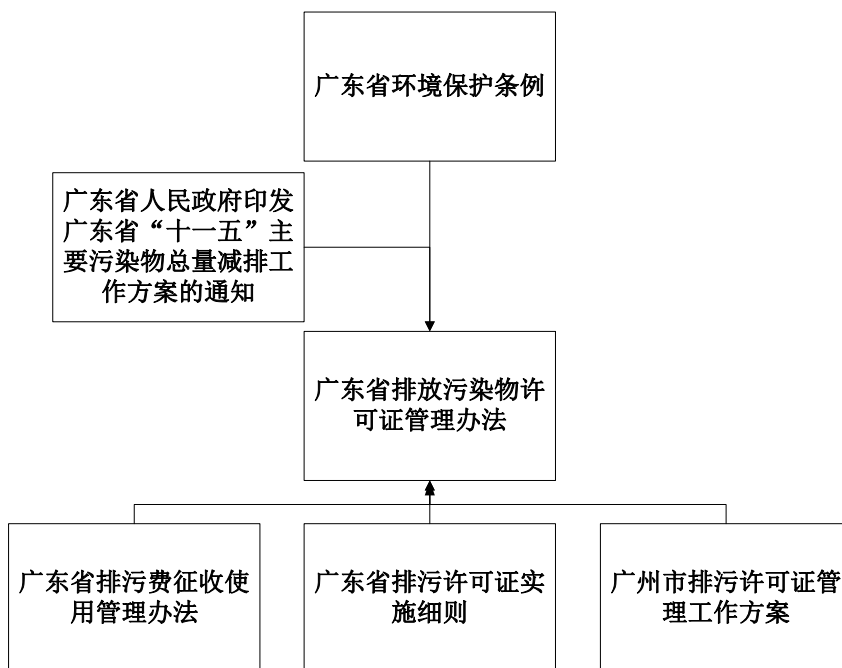 广东省环境保护条例
广东省人民政府印发
广东省“十一五”主
要污染物总量减排工
作方案的通知
广东省排放污染物许
可证管理办法
广东省排污费征收使
用管理办法
广东省排污许可证实
施细则
广州市排污许可证管
理工作方案